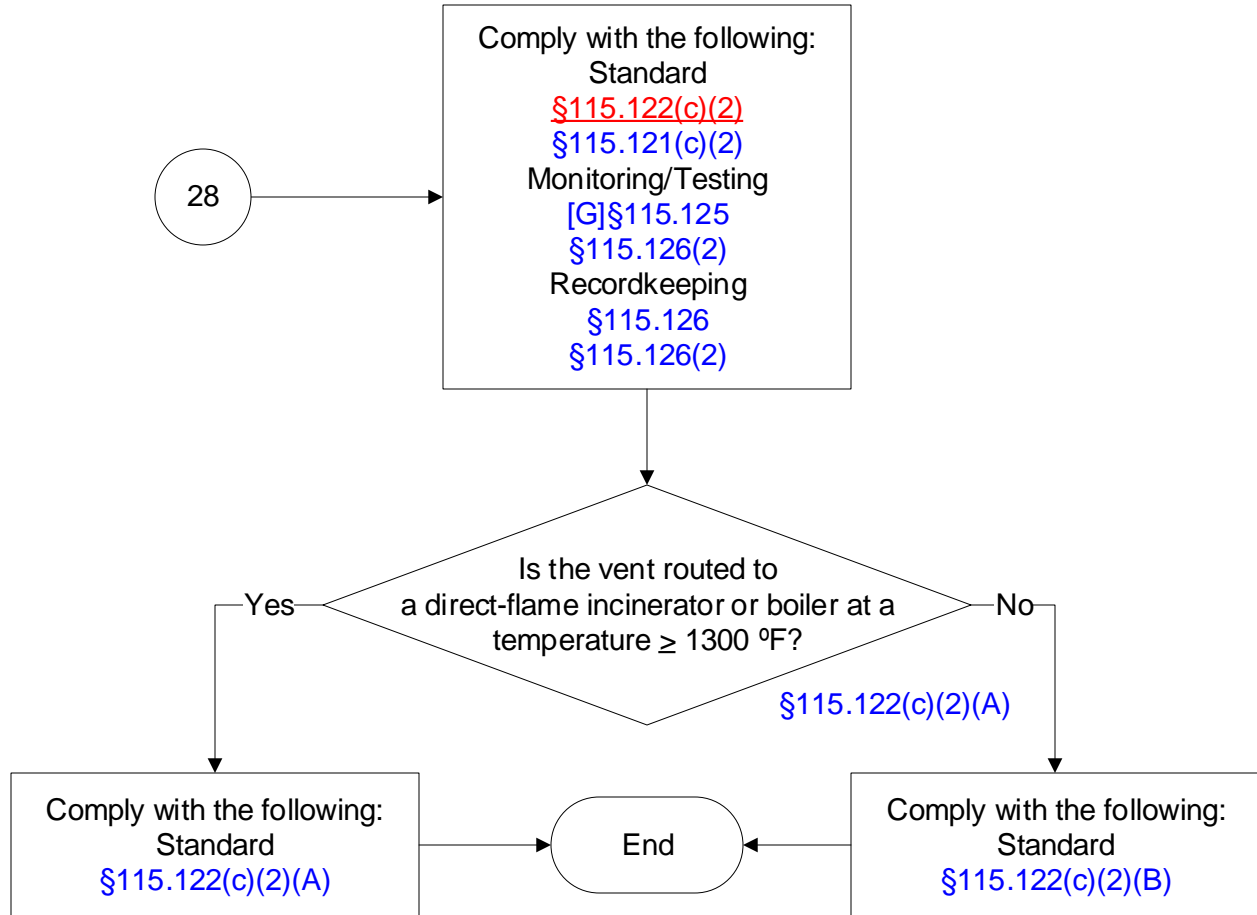 28
Comply with the following:
Standard
§115.122(c)(2)
§115.121(c)(2)
Monitoring/Testing
[G]§115.125
§115.126(2)
Recordkeeping
§115.126
§115.126(2)
Is the vent routed to
a direct-flame incinerator or boiler at a
temperature ≥ 1300 ºF?
Yes
No
§115.122(c)(2)(A)
Comply with the following:
Standard
§115.122(c)(2)(A)
End
Comply with the following:
Standard
§115.122(c)(2)(B)